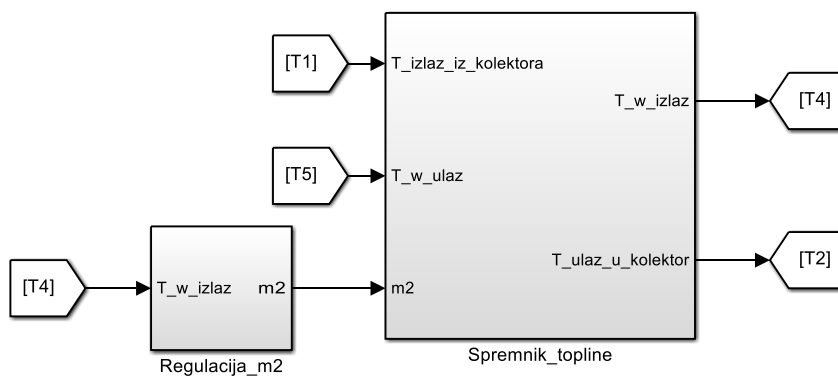 [T1]
T_izlaz_iz_kolektora
T_w_izlaz
[T4]
[T5]
T_w_ulaz
T_ulaz_u_kolektor
[T2]
[T4]
T_w_izlaz
m2
m2
Regulacija_m2
Spremnik_topline